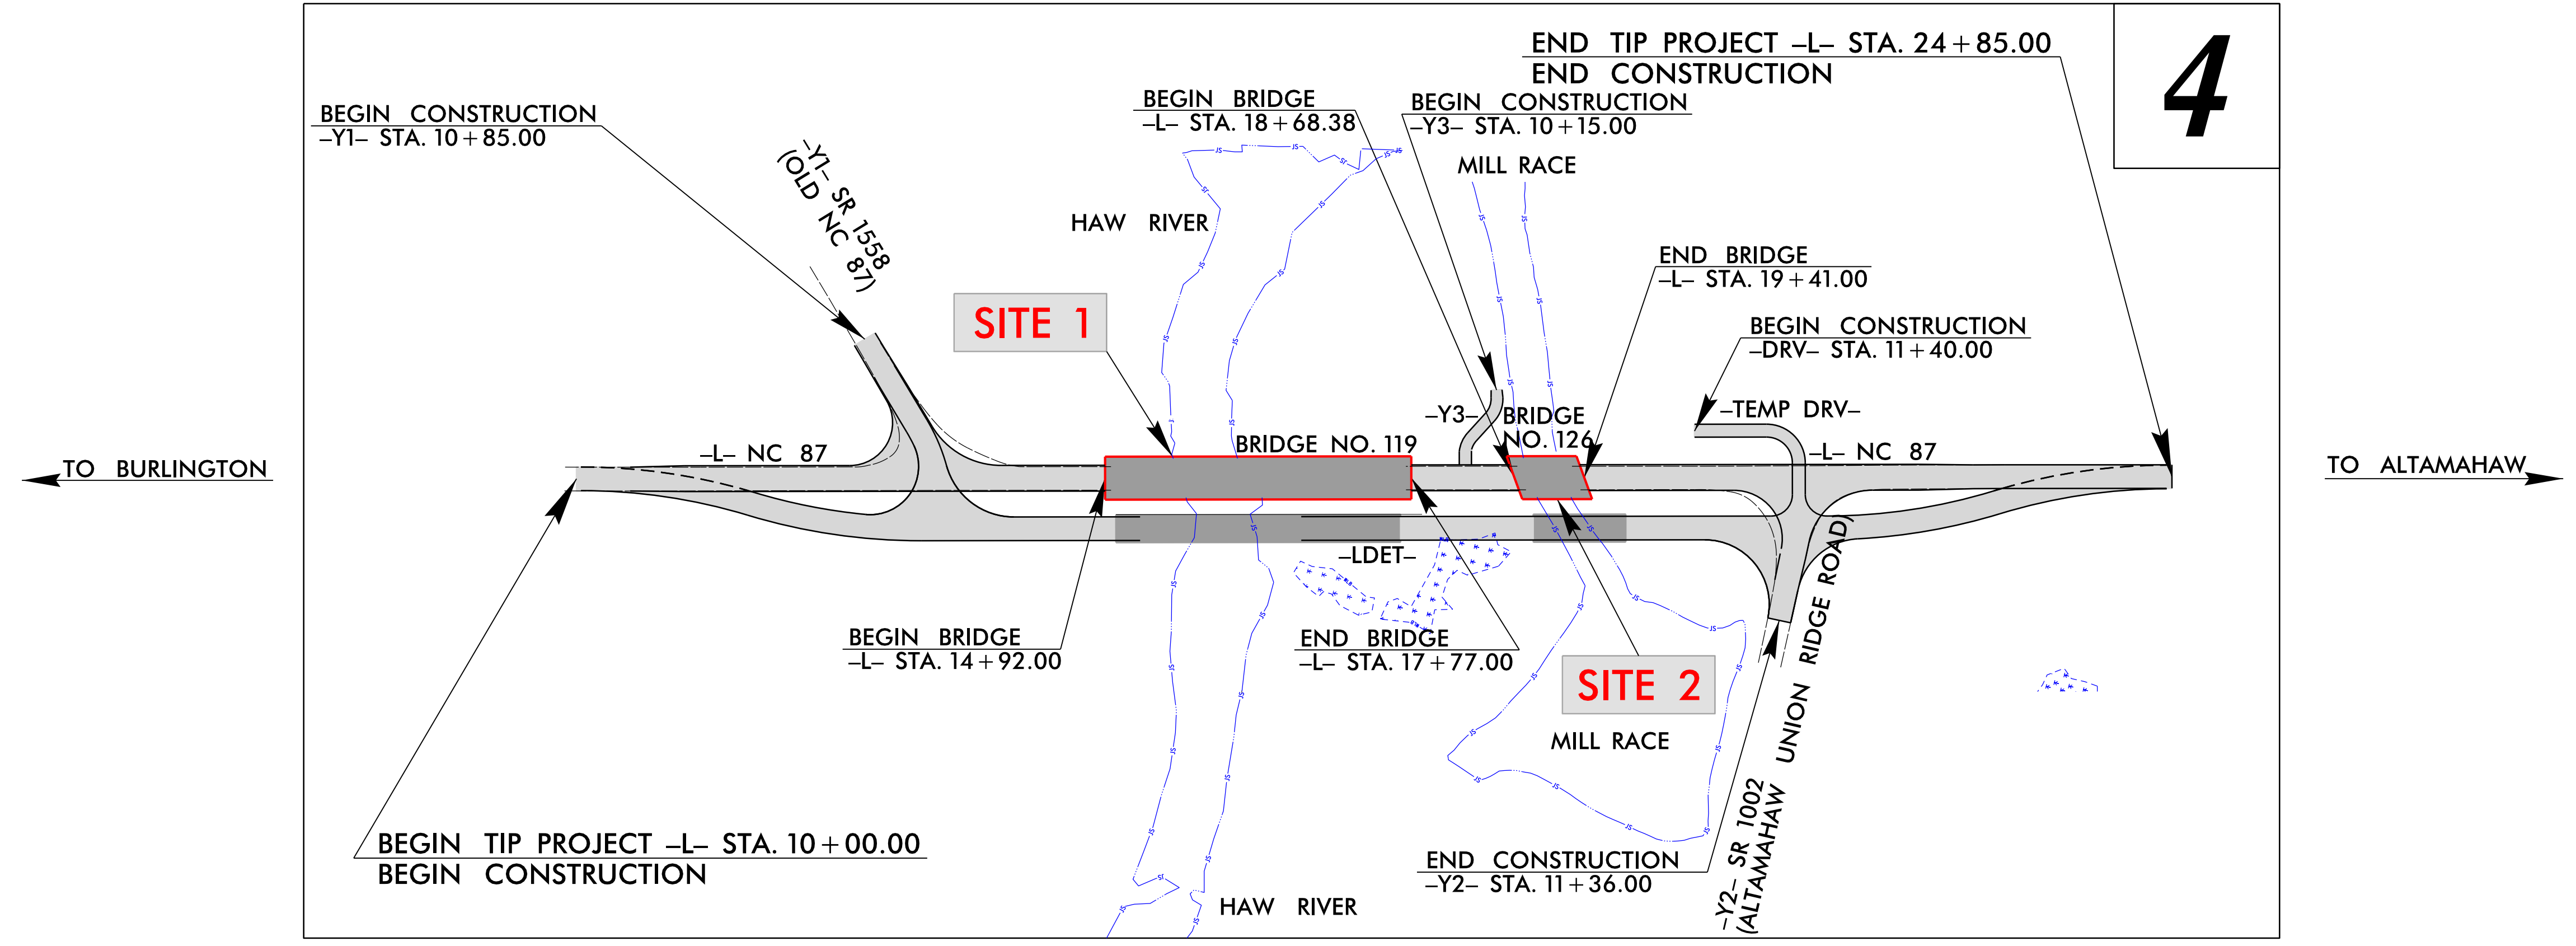 4
END TIP PROJECT –L– STA. 24+85.00
END CONSTRUCTION
BEGIN CONSTRUCTION
–Y1– STA. 10+85.00
BEGIN BRIDGE
–L– STA. 18+68.38
BEGIN CONSTRUCTION
–Y3– STA. 10+15.00
–Y1– SR 1558
(OLD NC 87)
MILL RACE
HAW RIVER
END BRIDGE
–L– STA. 19+41.00
SITE 1
BEGIN CONSTRUCTION
–DRV– STA. 11+40.00
–Y3–
BRIDGE
NO. 126
–TEMP DRV–
BRIDGE NO. 119
–L– NC 87
–L– NC 87
TO BURLINGTON
TO ALTAMAHAW
–LDET–
BEGIN BRIDGE
–L– STA. 14+92.00
END BRIDGE
–L– STA. 17+77.00
SITE 2
MILL RACE
–Y2– SR 1002
(ALTAMAHAW UNION RIDGE ROAD)
BEGIN TIP PROJECT –L– STA. 10+00.00
BEGIN CONSTRUCTION
END CONSTRUCTION
–Y2– STA. 11+36.00
HAW RIVER